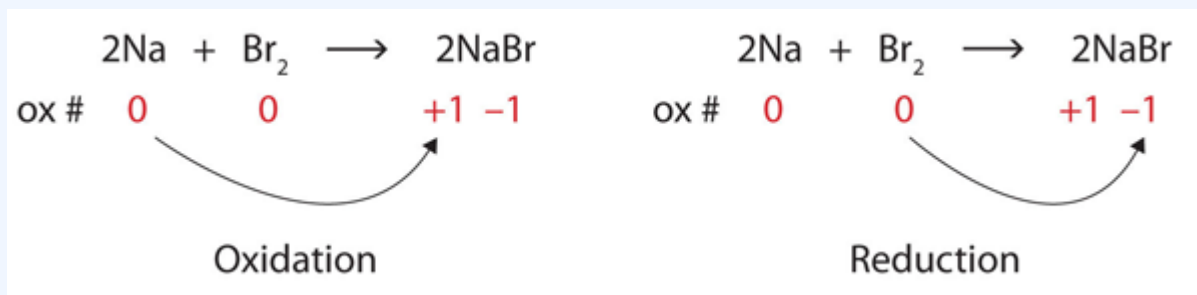 2Na + Br₂ ⟶ 2NaBr
ox # 0 0 +1 –1
Oxidation
2Na + Br₂ ⟶ 2NaBr
ox # 0 0 +1 –1
Reduction